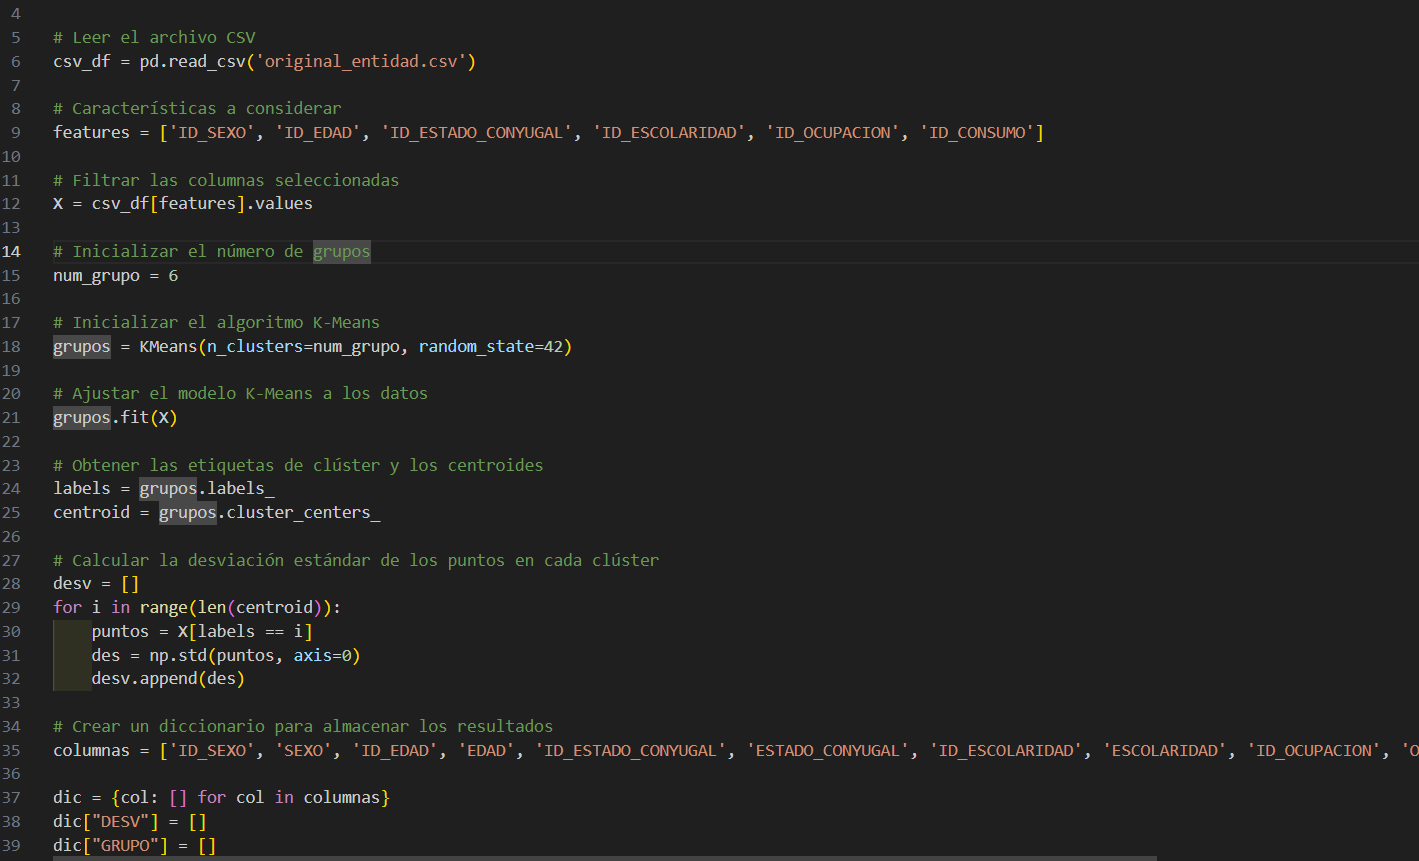 4
5 # Leer el archivo CSV
6 csv_df = pd.read_csv('original_entidad.csv')
7
8 # Características a considerar
9 features = ['ID_SEXO', 'ID_EDAD', 'ID_ESTADO_CONYUGAL', 'ID_ESCOLARIDAD', 'ID_OCUPACION', 'ID_CONSUMO']
10
11 # Filtrar las columnas seleccionadas
12 X = csv_df[features].values
13
14 # Inicializar el número de grupos
15 num_grupo = 6
16
17 # Inicializar el algoritmo K-Means
18 grupos = KMeans(n_clusters=num_grupo, random_state=42)
19
20 # Ajustar el modelo K-Means a los datos
21 grupos.fit(X)
22
23 # Obtener las etiquetas de clúster y los centroides
24 labels = grupos.labels_
25 centroid = grupos.cluster_centers_
26
27 # Calcular la desviación estándar de los puntos en cada clúster
28 desv = []
29 for i in range(len(centroid)):
30     puntos = X[labels == i]
31     des = np.std(puntos, axis=0)
32     desv.append(des)
33
34 # Crear un diccionario para almacenar los resultados
35 columnas = ['ID_SEXO', 'SEXO', 'ID_EDAD', 'EDAD', 'ID_ESTADO_CONYUGAL', 'ESTADO_CONYUGAL', 'ID_ESCOLARIDAD', 'ESCOLARIDAD', 'ID_OCUPACION', 'O
36
37 dic = {col: [] for col in columnas}
38 dic["DESV"] = []
39 dic["GRUPO"] = []